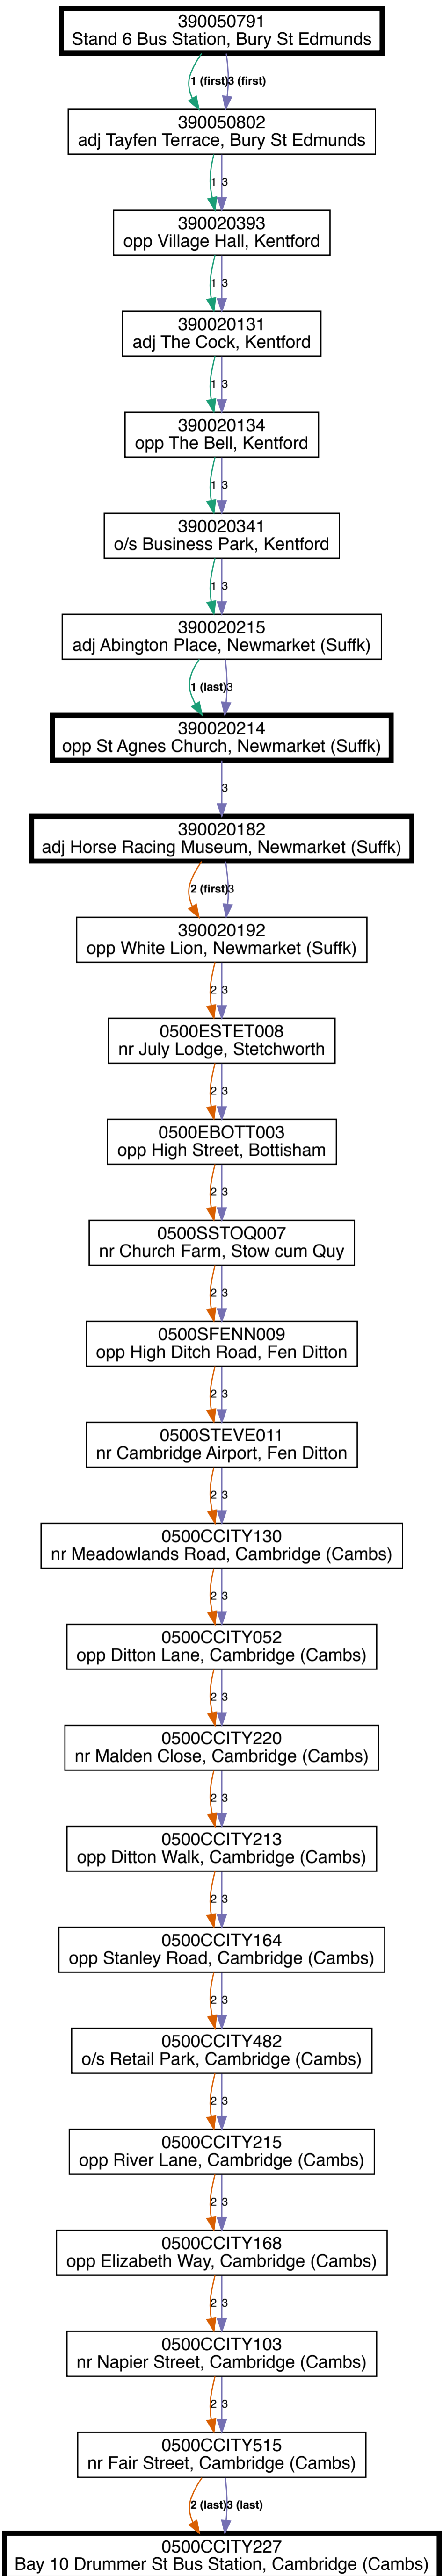 390050791
Stand 6 Bus Station, Bury St Edmunds
1 (first) 3 (first)
390050802
adj Tayfen Terrace, Bury St Edmunds
1 3
390020393
opp Village Hall, Kentford
1 3
390020131
adj The Cock, Kentford
1 3
390020134
opp The Bell, Kentford
1 3
390020341
o/s Business Park, Kentford
1 3
390020215
adj Abington Place, Newmarket (Suffk)
1 (last) 3
390020214
opp St Agnes Church, Newmarket (Suffk)
3
390020182
adj Horse Racing Museum, Newmarket (Suffk)
2 (first) 3
390020192
opp White Lion, Newmarket (Suffk)
2 3
0500ESTET008
nr July Lodge, Stetchworth
2 3
0500EBOTT003
opp High Street, Bottisham
2 3
0500SSTOQ007
nr Church Farm, Stow cum Quy
2 3
0500SFENN009
opp High Ditch Road, Fen Ditton
2 3
0500STEVE011
nr Cambridge Airport, Fen Ditton
2 3
0500CCITY130
nr Meadowlands Road, Cambridge (Cambs)
2 3
0500CCITY052
opp Ditton Lane, Cambridge (Cambs)
2 3
0500CCITY220
nr Malden Close, Cambridge (Cambs)
2 3
0500CCITY213
opp Ditton Walk, Cambridge (Cambs)
2 3
0500CCITY164
opp Stanley Road, Cambridge (Cambs)
2 3
0500CCITY482
o/s Retail Park, Cambridge (Cambs)
2 3
0500CCITY215
opp River Lane, Cambridge (Cambs)
2 3
0500CCITY168
opp Elizabeth Way, Cambridge (Cambs)
2 3
0500CCITY103
nr Napier Street, Cambridge (Cambs)
2 3
0500CCITY515
nr Fair Street, Cambridge (Cambs)
2 (last) 3 (last)
0500CCITY227
Bay 10 Drummer St Bus Station, Cambridge (Cambs)